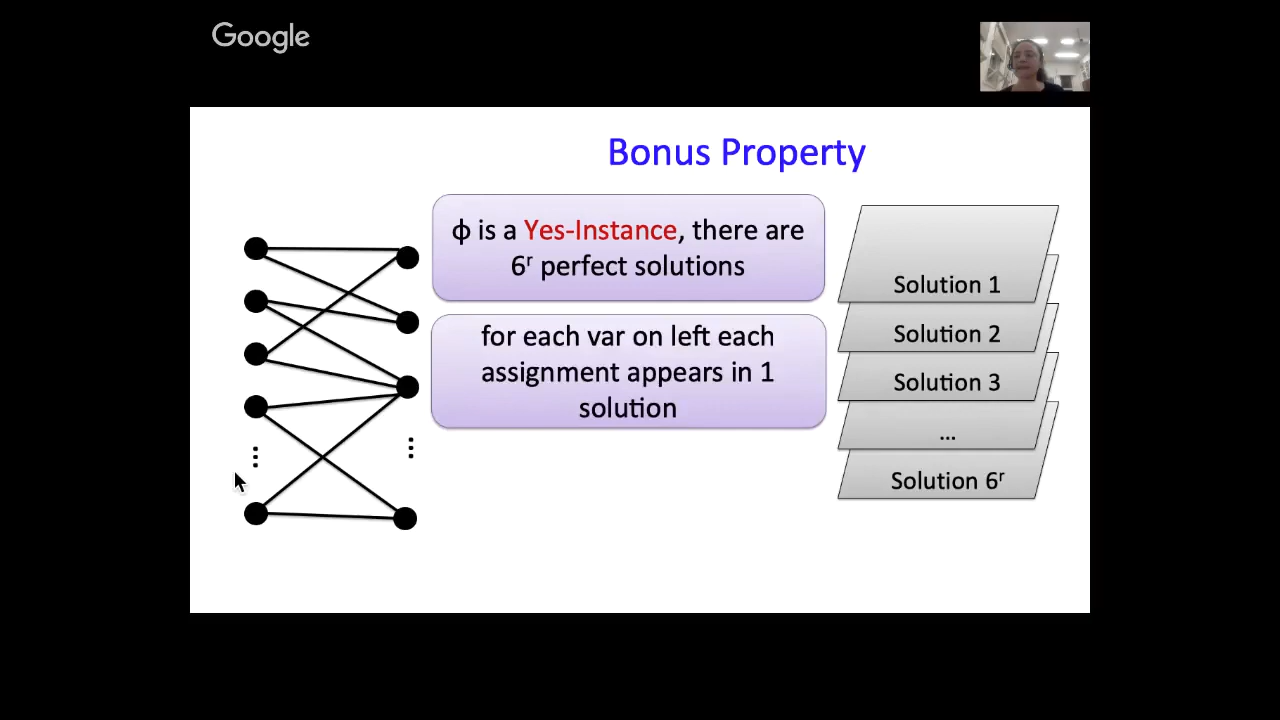 Google
Bonus Property
ϕ is a Yes-Instance, there are
6ʳ perfect solutions
for each var on left each
assignment appears in 1
solution
Solution 1
Solution 2
Solution 3
...
Solution 6ʳ